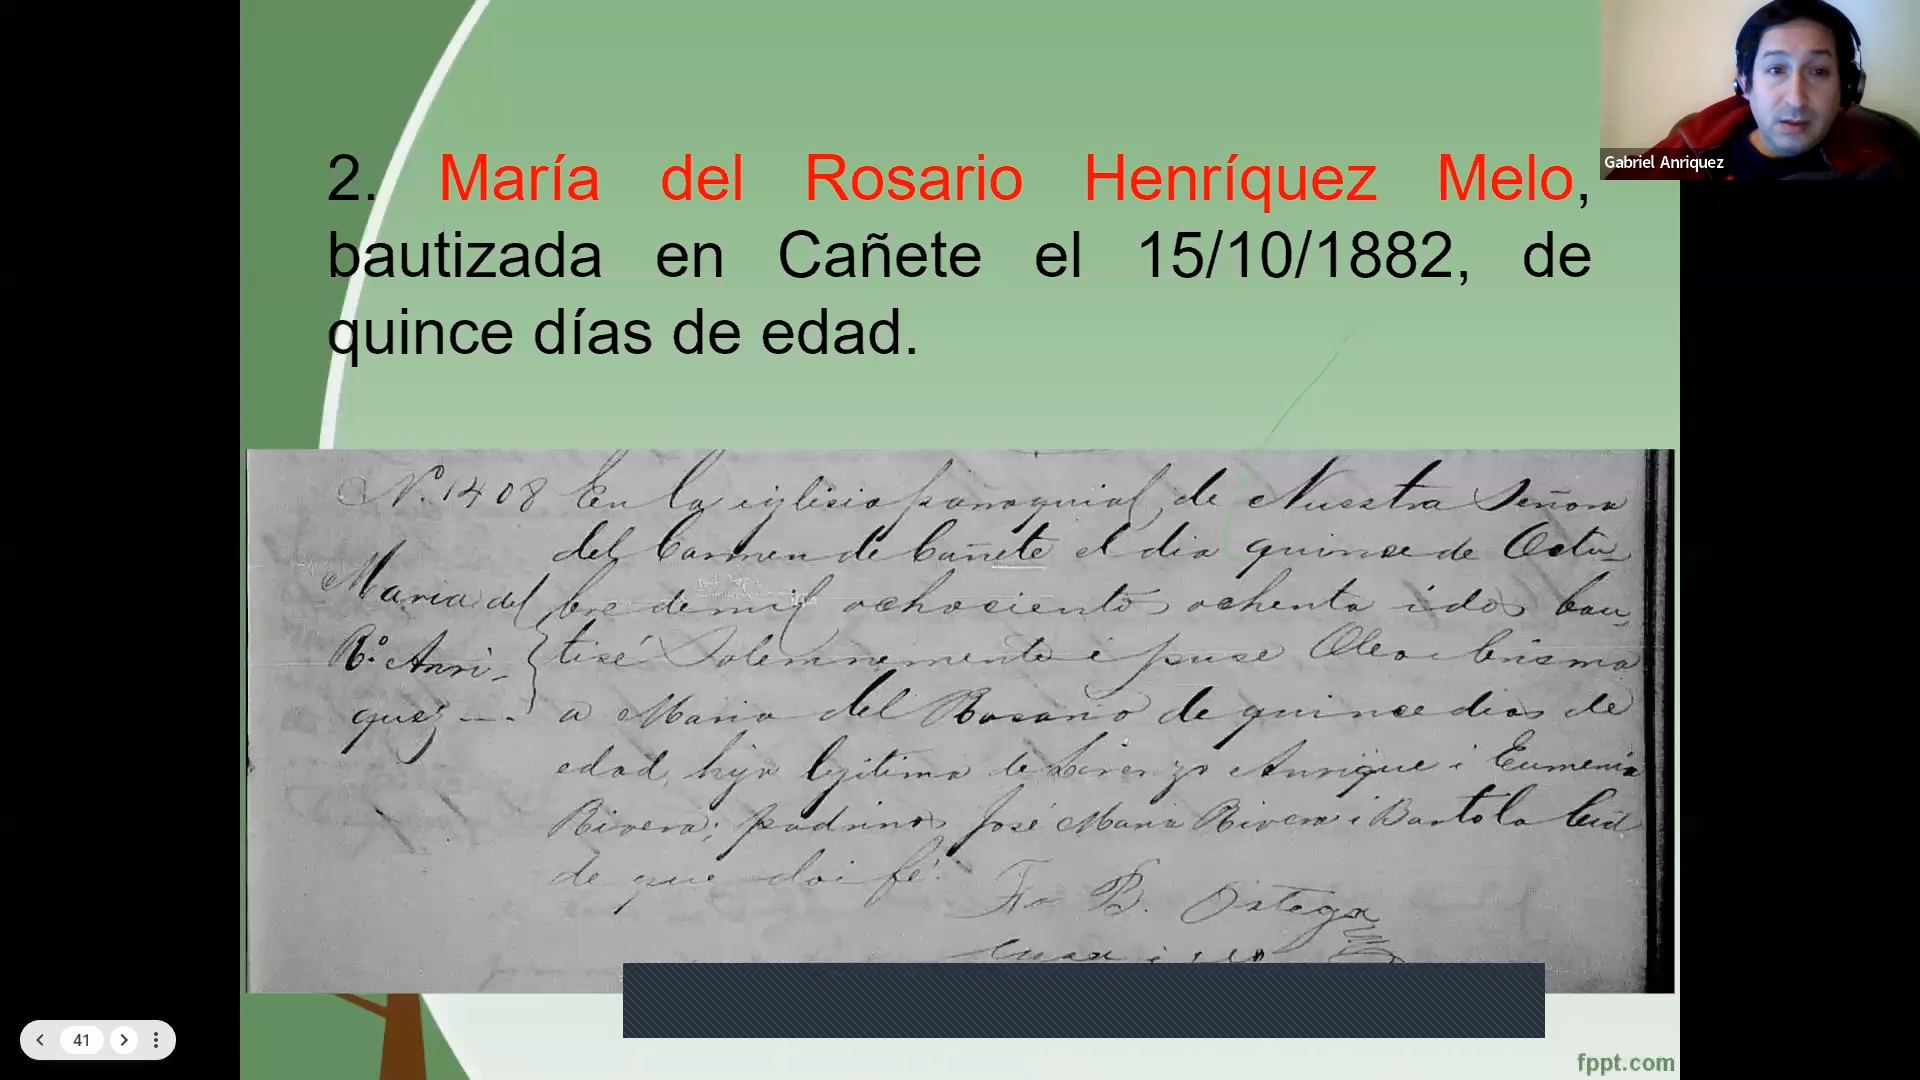 2. María del Rosario Henríquez Melo,
bautizada en Cañete el 15/10/1882, de
quince días de edad.
Gabriel Anriquez
N.º 1408
Maria del
R.º Anri-
quez
En la iglesia parroquial de Nuestra Señora
del Carmen de Cañete el dia quince de Octu-
bre de mil ochocientos ochenta i dos bau-
tisé Solemnemente i puse Oleo i Crisma
a Maria del Rosario de quince dias de
edad, hija lejitima de Lorenzo Anrique i Eumenia
Rivera; padrinos José Maria Rivera i Bartola Cid
de que doi fé.
B. Ortega
41
fppt.com